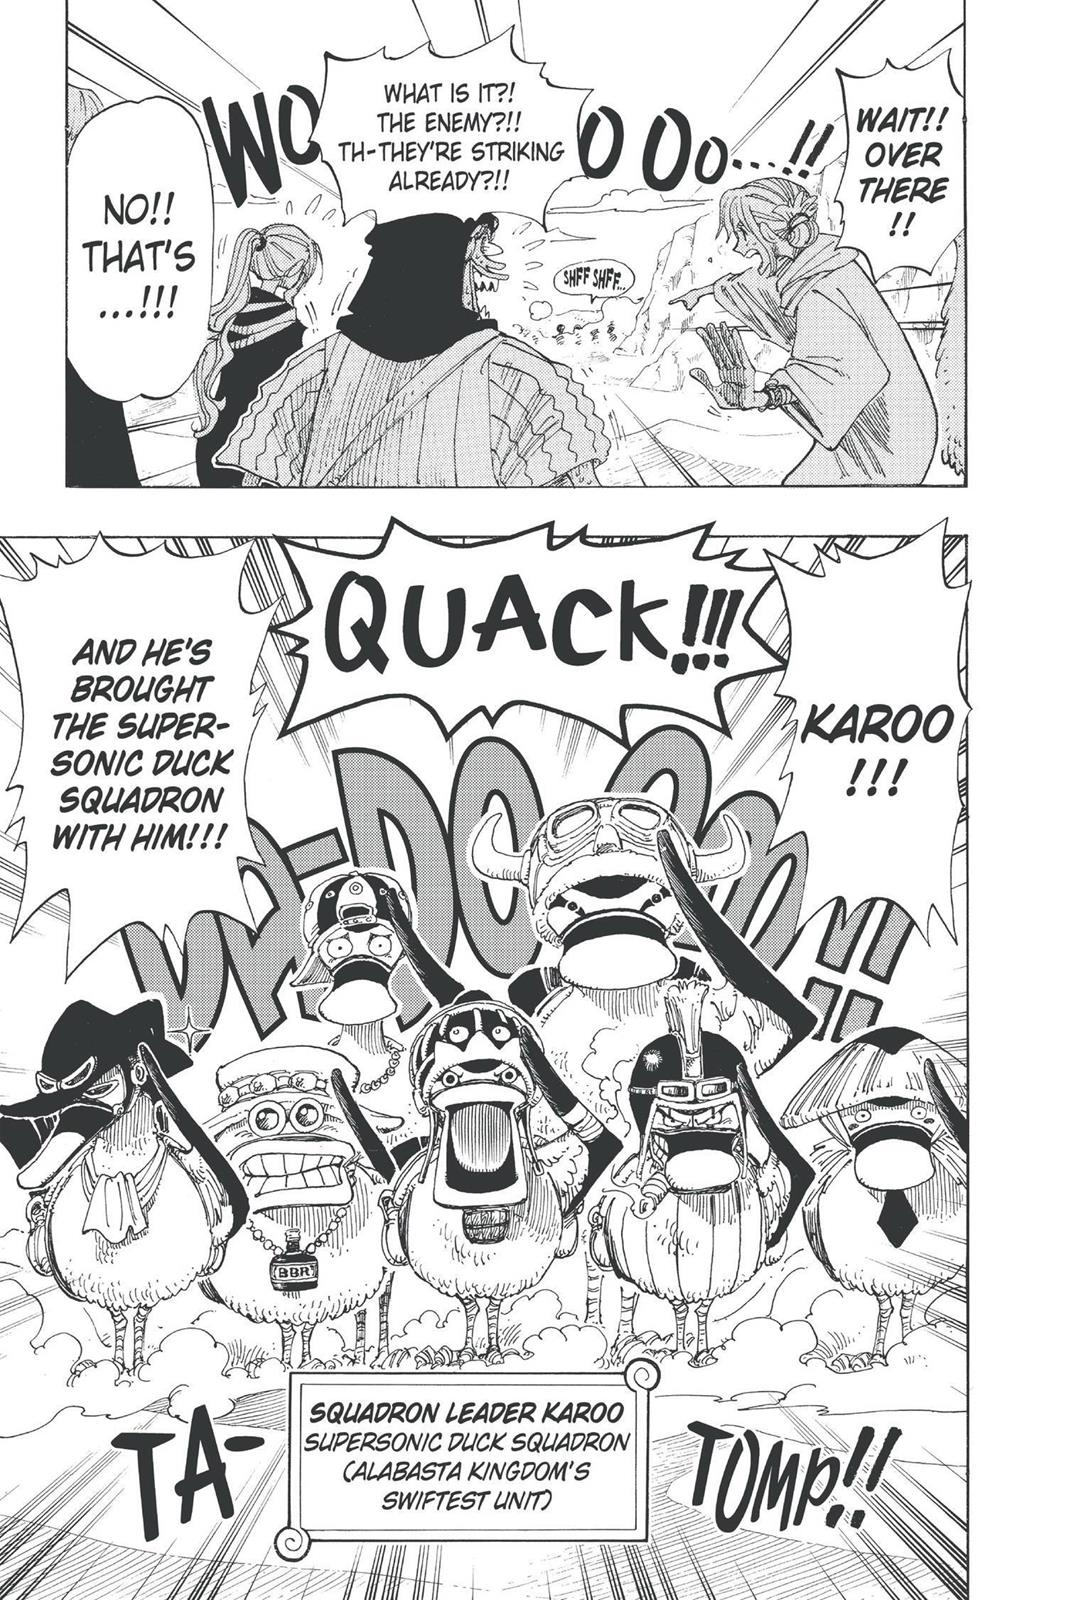 WAIT!!
OVER
THERE
!!
WHAT IS IT?!
THE ENEMY?!!
TH-THEY'RE STRIKING
ALREADY?!!
NO!!
THAT'S
...!!!
SHFF SHFF...
KAROO
!!!
QUACK!!!
AND HE'S
BROUGHT
THE SUPER-
SONIC DUCK
SQUADRON
WITH HIM!!!
BBR
TA-
TOMP!!
SQUADRON LEADER KAROO
SUPERSONIC DUCK SQUADRON
(ALABASTA KINGDOM'S
SWIFTEST UNIT)